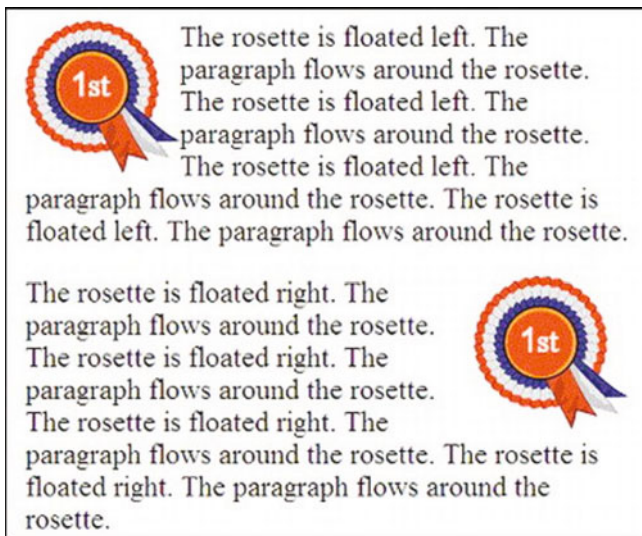 1st
The rosette is floated left. The
paragraph flows around the rosette.
The rosette is floated left. The
paragraph flows around the rosette.
The rosette is floated left. The
paragraph flows around the rosette. The rosette is
floated left. The paragraph flows around the rosette.
The rosette is floated right. The
paragraph flows around the rosette.
1st
The rosette is floated right. The
paragraph flows around the rosette.
The rosette is floated right. The
paragraph flows around the rosette. The rosette is
floated right. The paragraph flows around the
rosette.